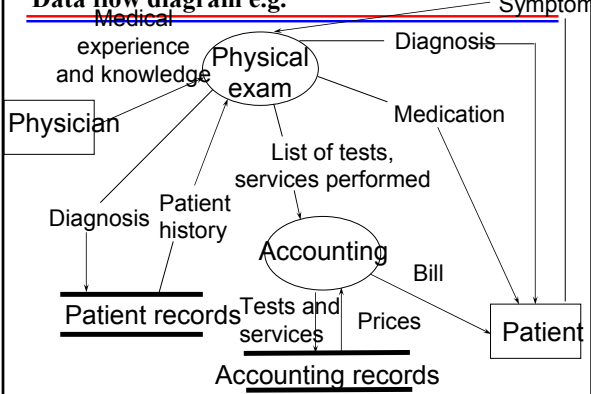 Data flow diagram e.g.
Symptom
Medical
experience
and knowledge
Physical
exam
Diagnosis
Physician
Medication
List of tests,
services performed
Diagnosis
Patient
history
Accounting
Bill
Patient records
Tests and
services
Prices
Patient
Accounting records